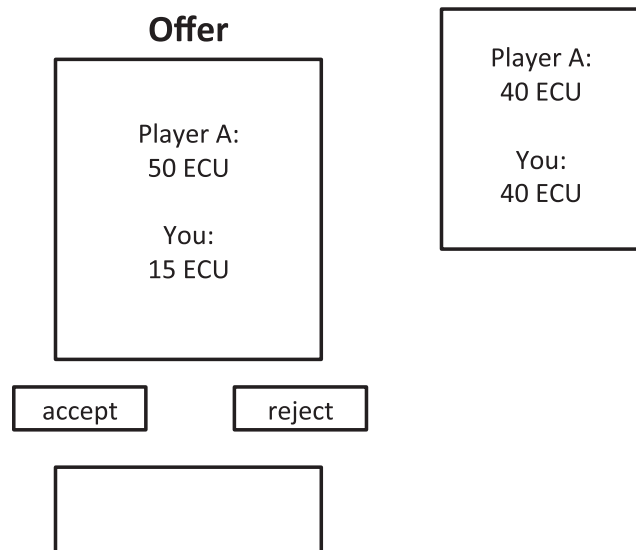 Offer
Player A:
50 ECU
You:
15 ECU
accept
reject
Player A:
40 ECU
You:
40 ECU